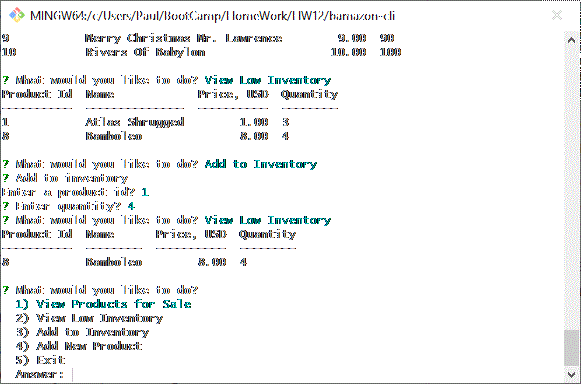 MINGW64:/c/Users/Paul/BootCamp/HomeWork/HW12/bamazon-cli
9 Merry Christmas Mr. Lawrence 9.00 90
10 Rivers Of Babylon 10.00 100
? What would you like to do? View Low Inventory
Product Id Name Price, USD Quantity
---------- -------------- ---------- --------
1 Atlas Shrugged 1.00 3
8 Bamboleo 8.00 4
? What would you like to do? Add to Inventory
? Add to inventory
Enter a product id? 1
? Enter quantity? 4
? What would you like to do? View Low Inventory
Product Id Name Price, USD Quantity
---------- -------- ---------- --------
8 Bamboleo 8.00 4
? What would you like to do?
1) View Products for Sale
2) View Low Inventory
3) Add to Inventory
4) Add New Product
5) Exit
Answer: